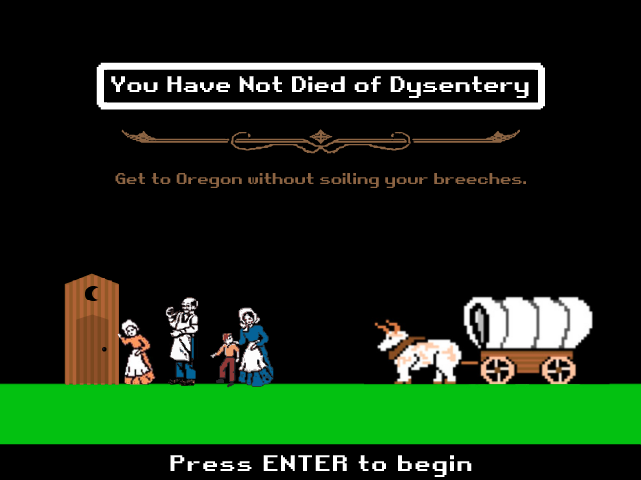 You Have Not Died of Dysentery
Get to Oregon without soiling your breeches.
Press ENTER to begin